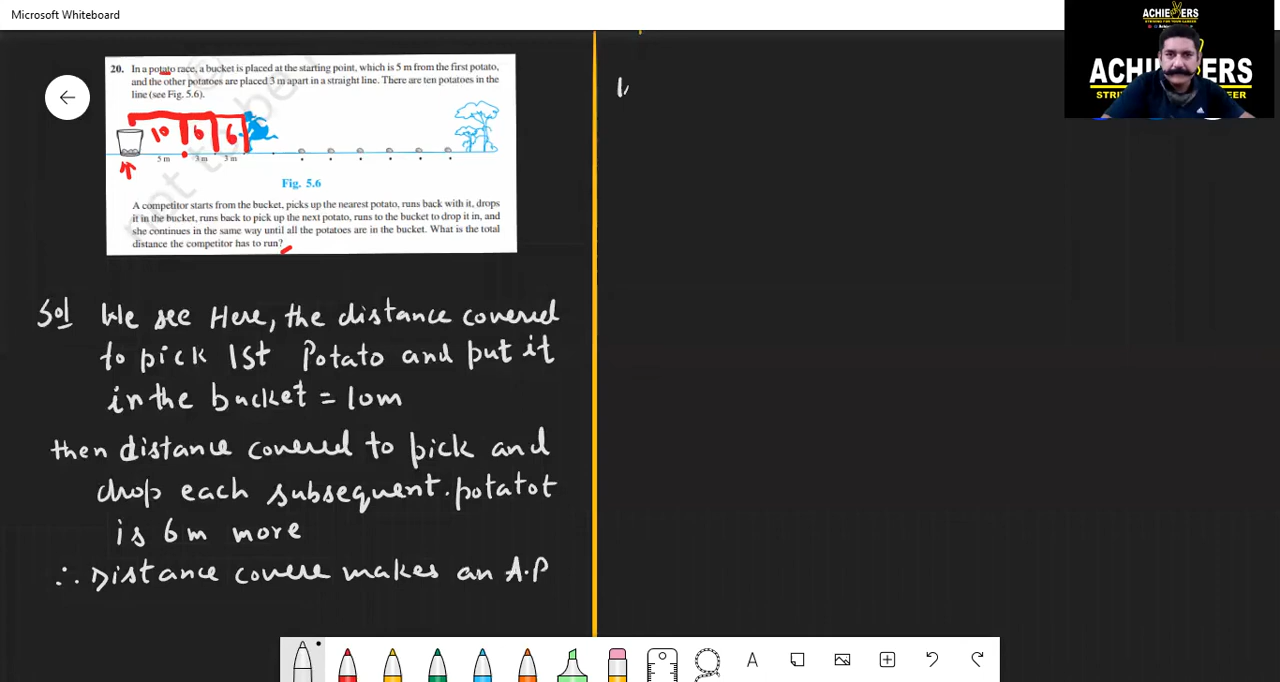 Microsoft Whiteboard
20. In a potato race, a bucket is placed at the starting point, which is 5 m from the first potato,
and the other potatoes are placed 3 m apart in a straight line. There are ten potatoes in the
line (see Fig. 5.6).
10 6 6
5 m 3 m 3 m
Fig. 5.6
A competitor starts from the bucket, picks up the nearest potato, runs back with it, drops
it in the bucket, runs back to pick up the next potato, runs to the bucket to drop it in, and
she continues in the same way until all the potatoes are in the bucket. What is the total
distance the competitor has to run?
Sol We see Here, the distance covered
to pick 1st Potato and put it
in the bucket = 10m
then distance covered to pick and
drop each subsequent. potatot
is 6m more
∴ Distance covere makes an A.P
ACHIEVERS
ACHIEVERS
A